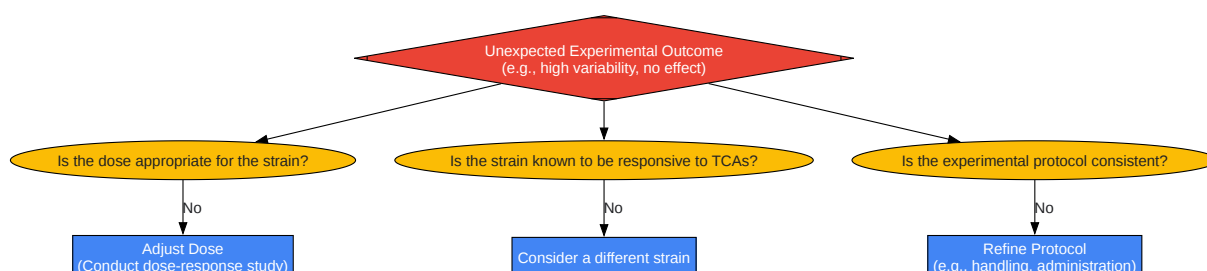 Unexpected Experimental Outcome
(e.g., high variability, no effect)
Is the dose appropriate for the strain?
Is the strain known to be responsive to TCAs?
Is the experimental protocol consistent?
No
No
No
Adjust Dose
(Conduct dose-response study)
Consider a different strain
Refine Protocol
(e.g., handling, administration)